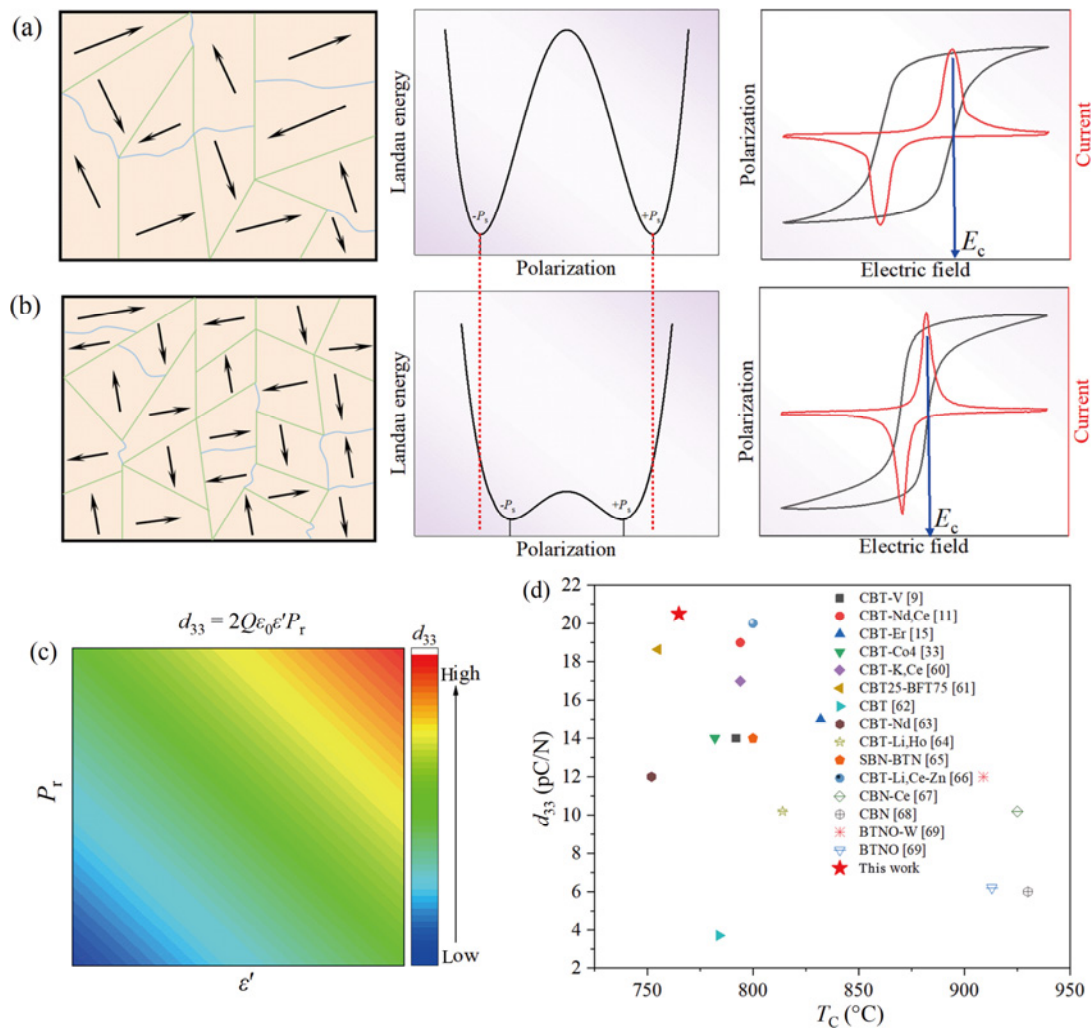 (a)
Landau energy
-Ps
+Ps
Polarization
Polarization
Current
Ec
Electric field
(b)
Landau energy
-Ps
+Ps
Polarization
Polarization
Current
Ec
Electric field
d33 = 2Qε0ε′Pr
(c)
d33
High
Low
Pr
ε′
(d)
22
20
18
16
14
12
10
8
6
4
2
d33 (pC/N)
750
800
850
900
950
TC (°C)
CBT-V [9]
CBT-Nd,Ce [11]
CBT-Er [15]
CBT-Co4 [33]
CBT-K,Ce [60]
CBT25-BFT75 [61]
CBT [62]
CBT-Nd [63]
CBT-Li,Ho [64]
SBN-BTN [65]
CBT-Li,Ce-Zn [66]
CBN-Ce [67]
CBN [68]
BTNO-W [69]
BTNO [69]
This work